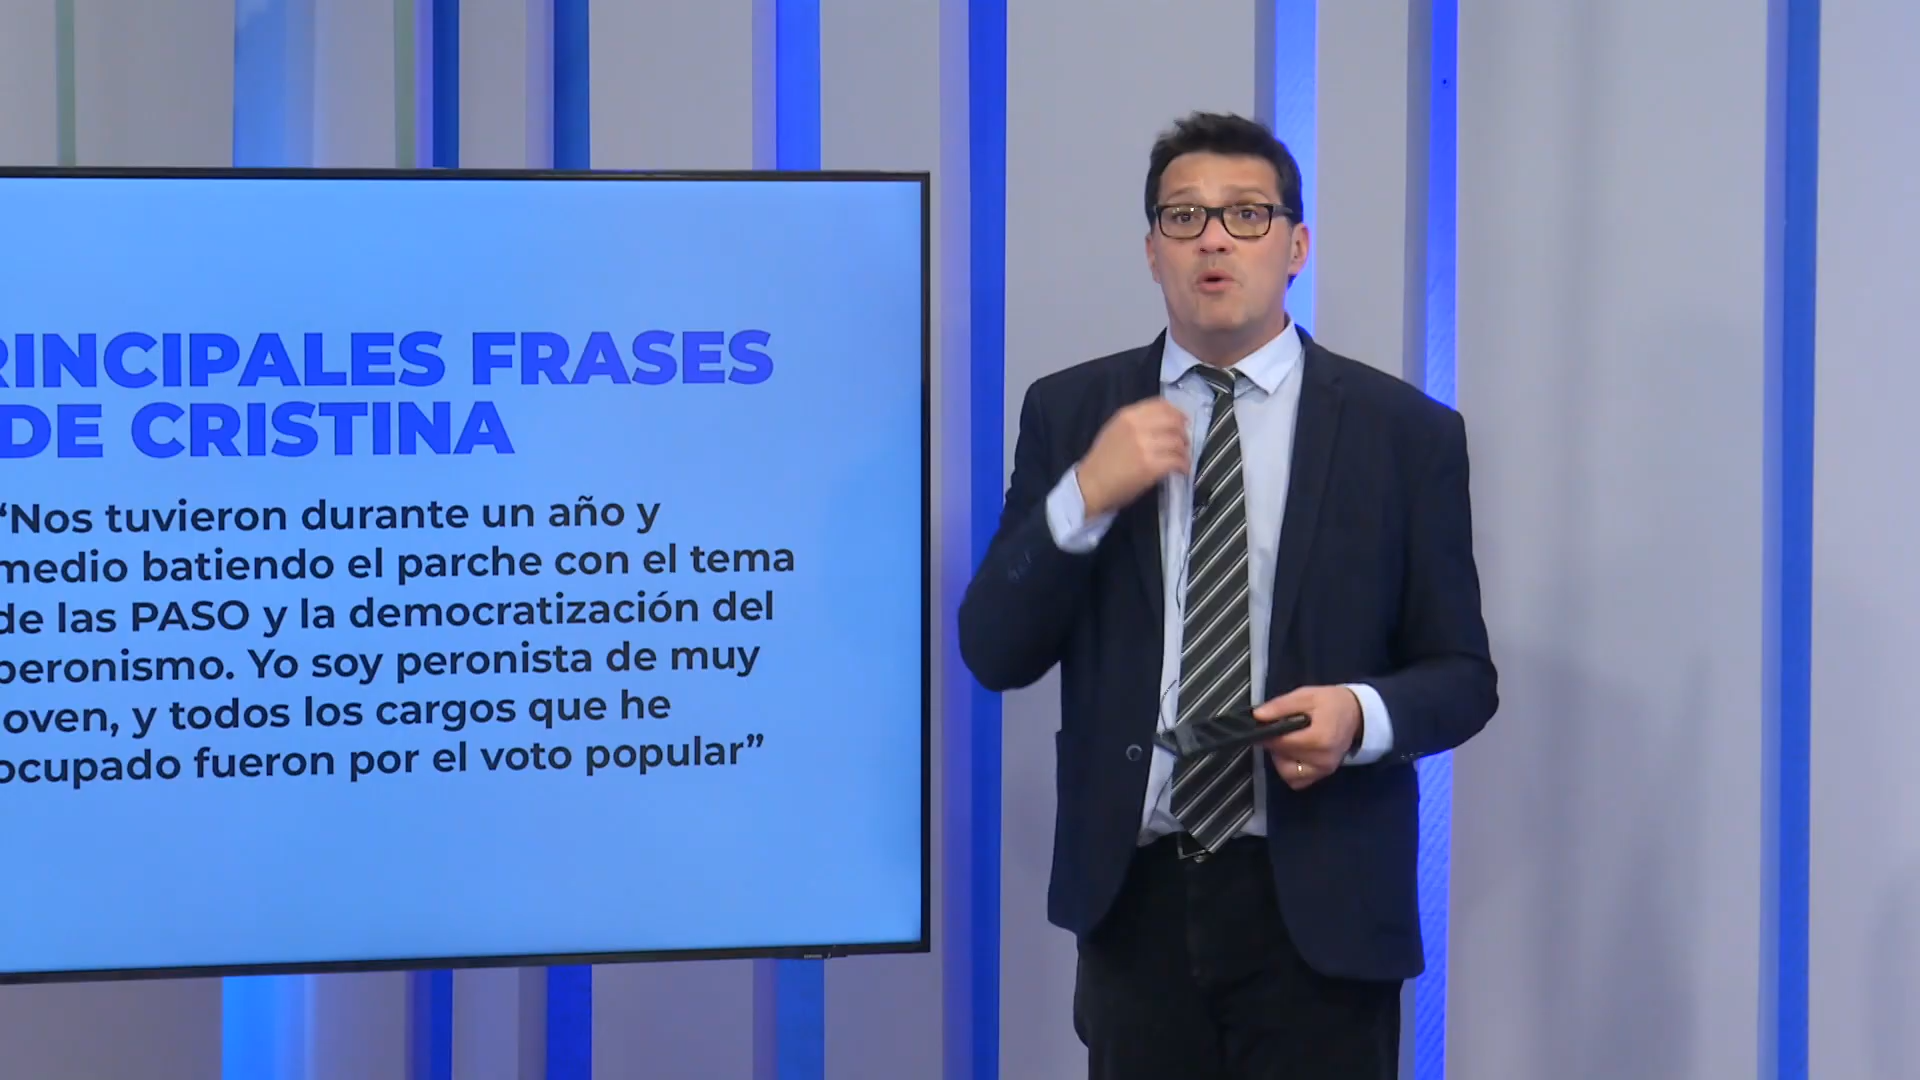 RINCIPALES FRASES
DE CRISTINA
“Nos tuvieron durante un año y
medio batiendo el parche con el tema
de las PASO y la democratización del
peronismo. Yo soy peronista de muy
oven, y todos los cargos que he
ocupado fueron por el voto popular”
SAMSUNG